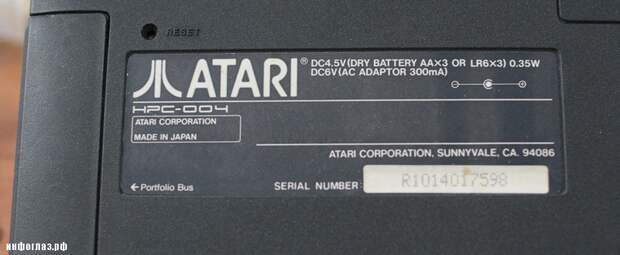 RESET
ATARI® DC4.5V(DRY BATTERY AA×3 OR LR6×3) 0.35W
DC6V(AC ADAPTOR 300mA)
HPC-004
ATARI CORPORATION
MADE IN JAPAN
ATARI CORPORATION, SUNNYVALE, CA. 94086
←Portfolio Bus
SERIAL NUMBER: R1014017598
инфоглаз.рф